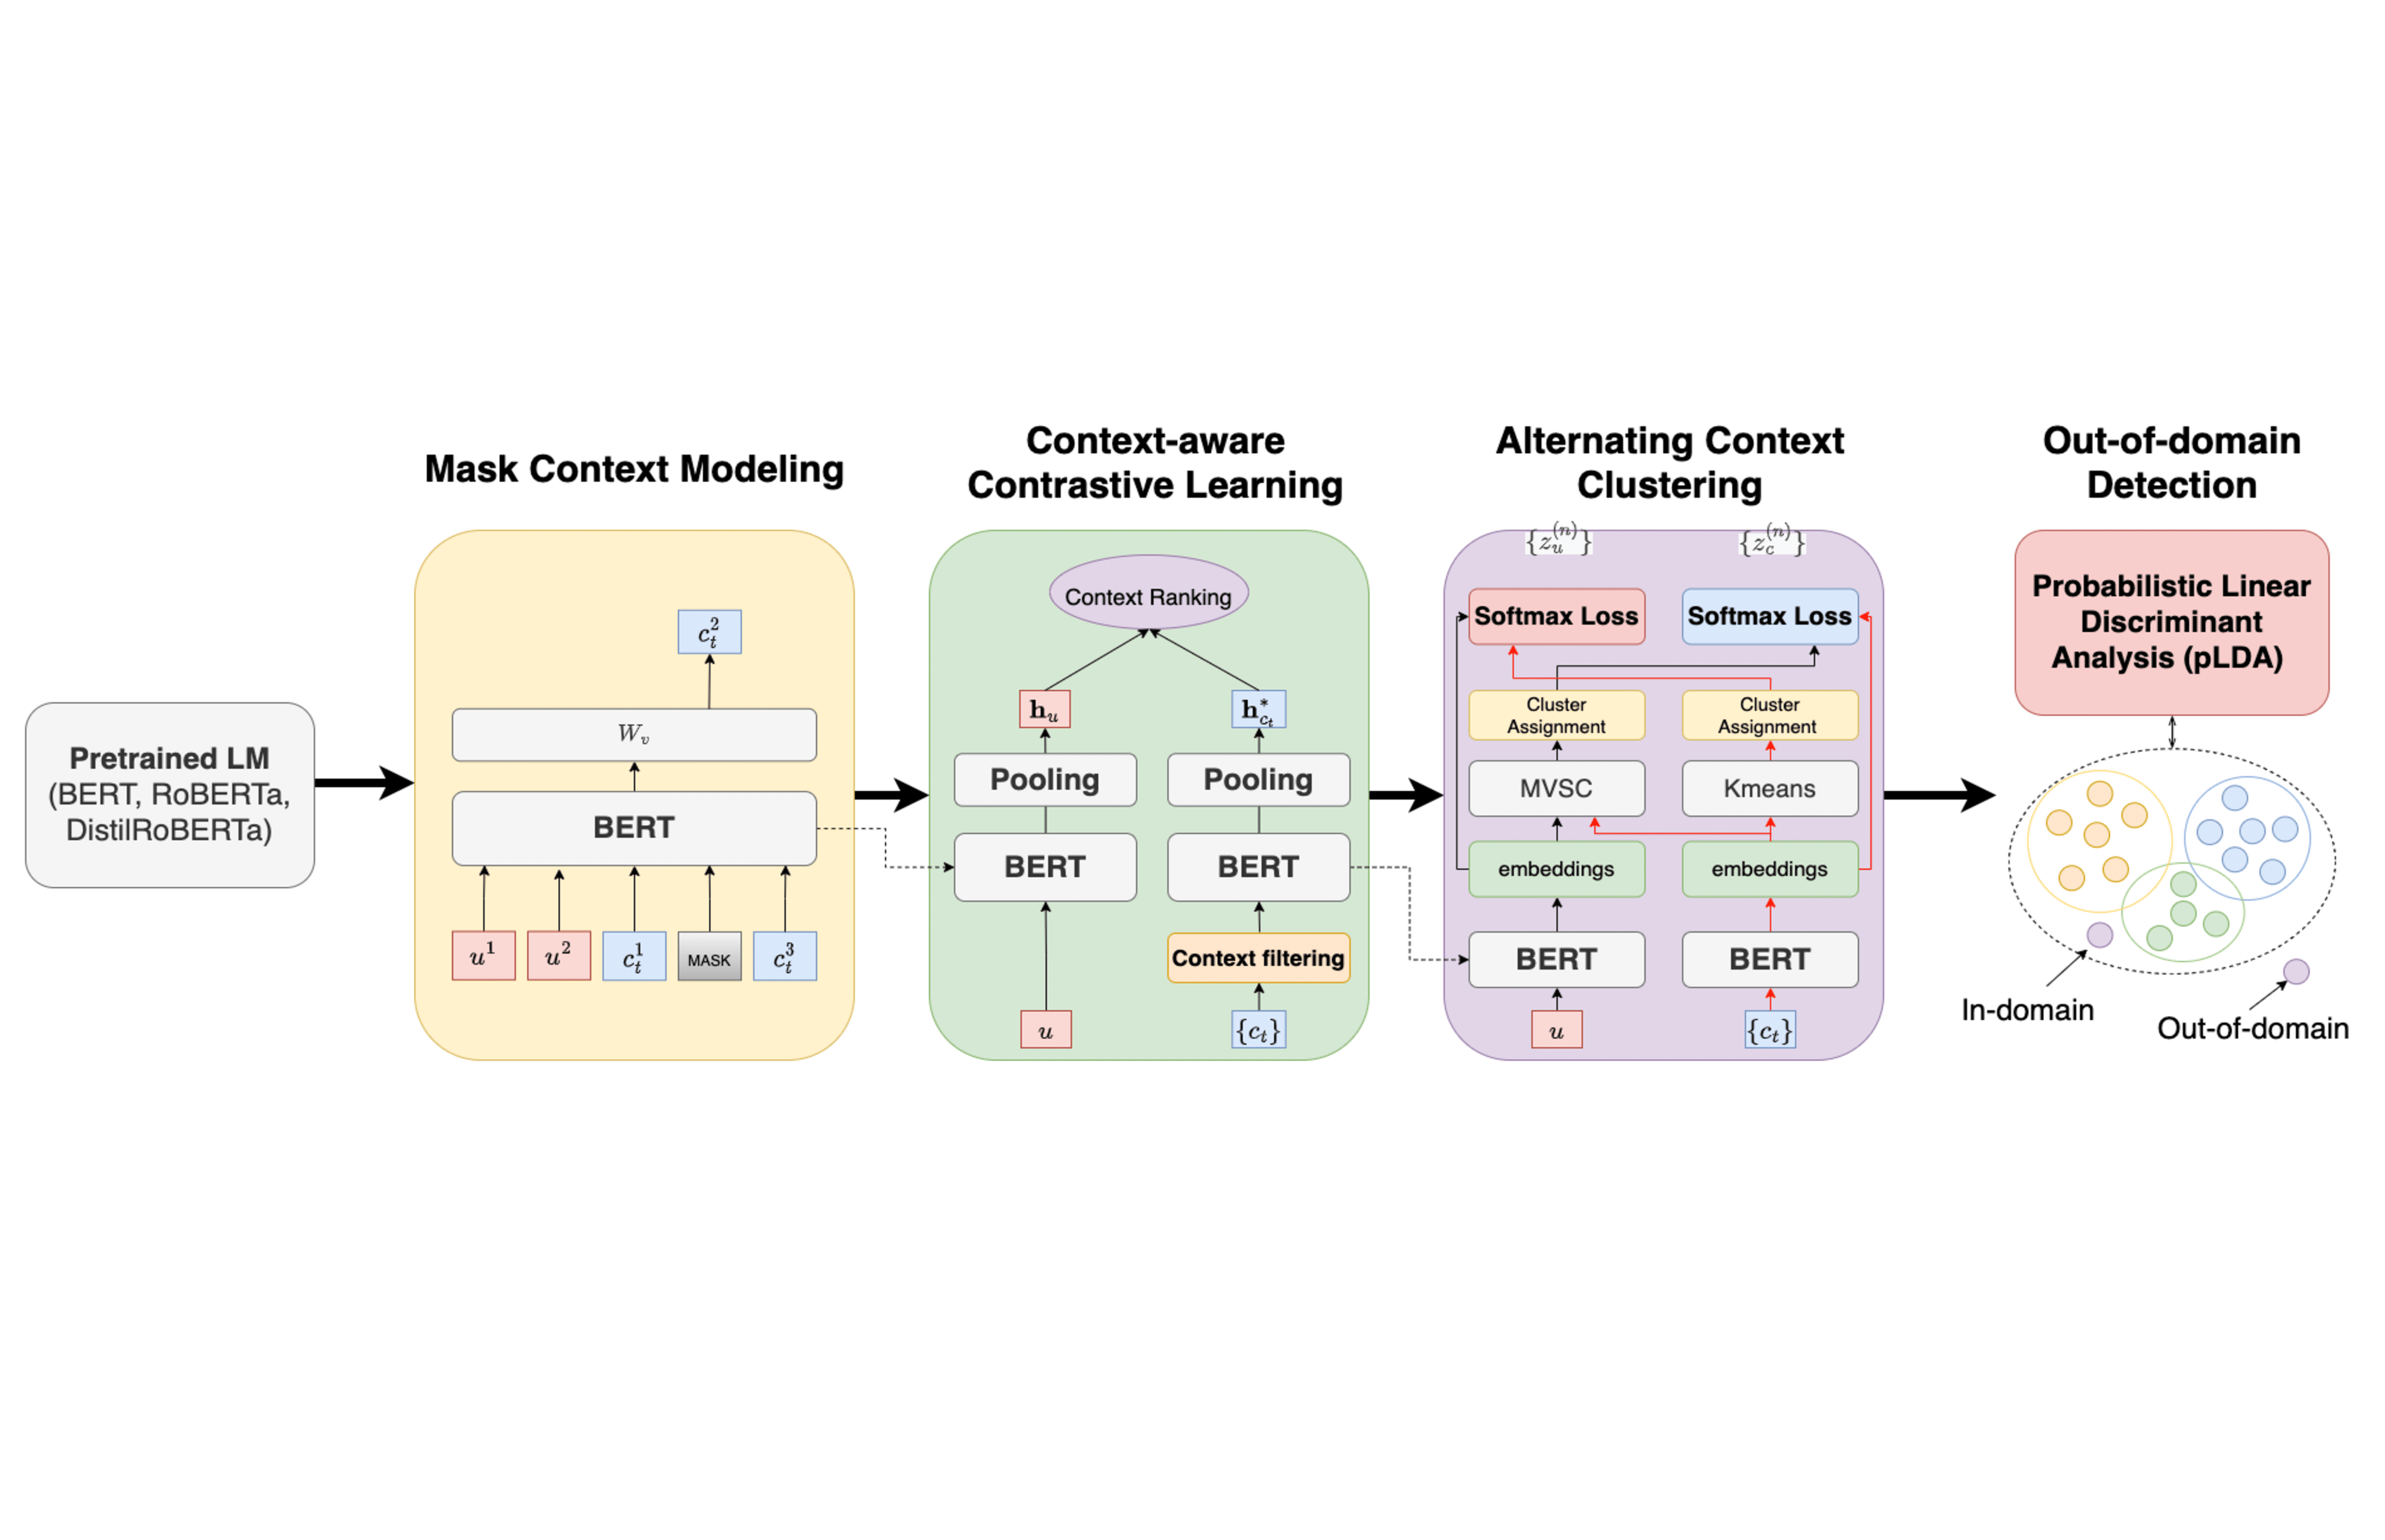 Mask Context Modeling
Context-aware
Contrastive Learning
Alternating Context
Clustering
Out-of-domain
Detection
Pretrained LM
(BERT, RoBERTa,
DistilRoBERTa)
c_t^2
W_v
BERT
u^1 u^2 c_t^1 MASK c_t^3
Context Ranking
h_u h_{c_t}^*
Pooling Pooling
BERT BERT
Context filtering
u {c_t}
{z_u^{(n)}} {z_c^{(n)}}
Softmax Loss Softmax Loss
Cluster
Assignment
Cluster
Assignment
MVSC Kmeans
embeddings embeddings
BERT BERT
u {c_t}
Probabilistic Linear
Discriminant
Analysis (pLDA)
In-domain
Out-of-domain